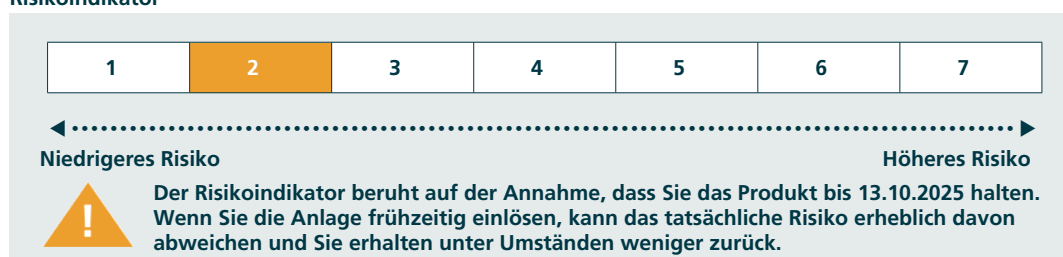 Risikoindikator
1 2 3 4 5 6 7
Niedrigeres Risiko Höheres Risiko
! Der Risikoindikator beruht auf der Annahme, dass Sie das Produkt bis 13.10.2025 halten.
Wenn Sie die Anlage frühzeitig einlösen, kann das tatsächliche Risiko erheblich davon
abweichen und Sie erhalten unter Umständen weniger zurück.